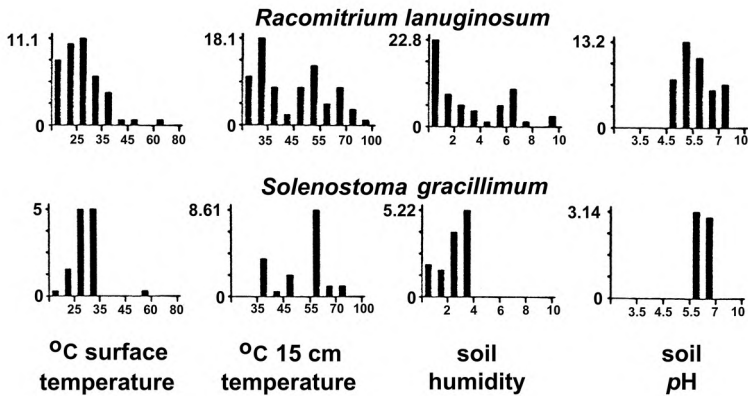 Racomitrium lanuginosum
11.1 18.1 22.8 13.2
0 0 0 0
25 35 45 60 80 35 45 55 70 100 2 4 6 8 10 3.5 4.5 5.5 7 10
Solenostoma gracillimum
5 8.61 5.22 3.14
0 0 0 0
25 35 45 60 80 35 45 55 70 100 2 4 6 8 10 3.5 4.5 5.5 7 10
°C surface °C 15 cm soil soil
temperature temperature humidity pH